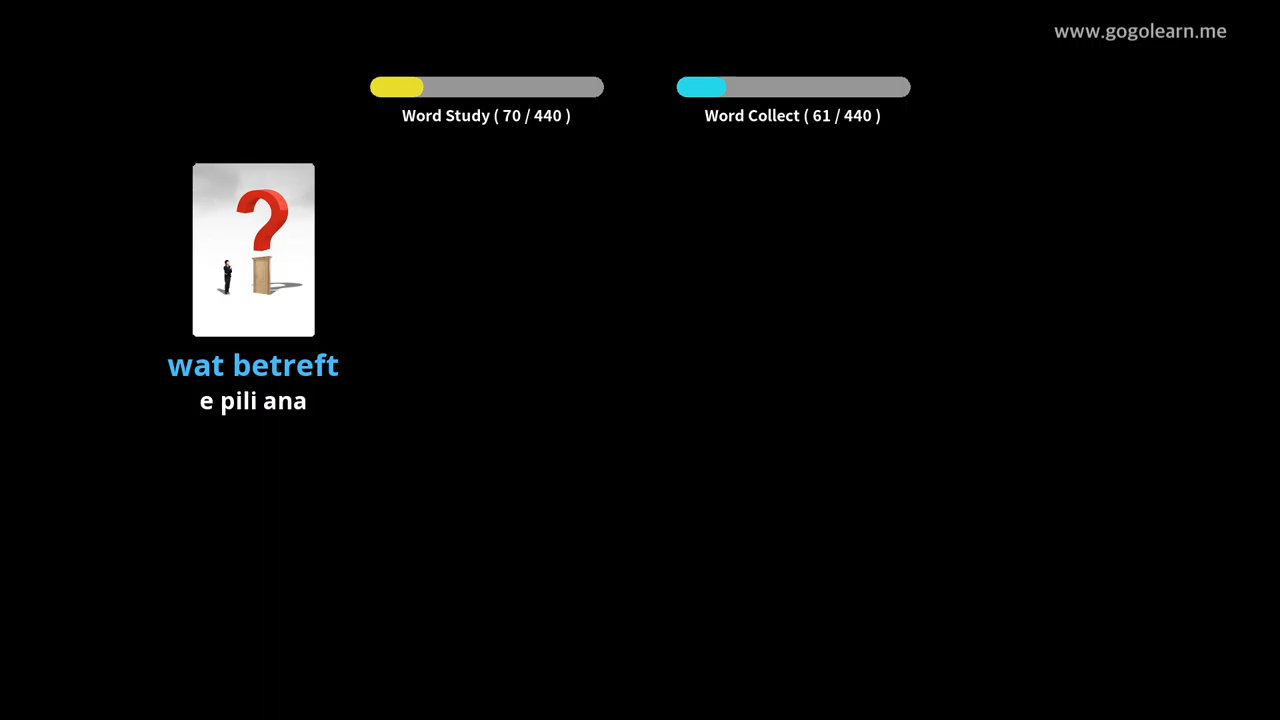 www.gogolearn.me
Word Study ( 70 / 440 )
Word Collect ( 61 / 440 )
wat betreft
e pili ana